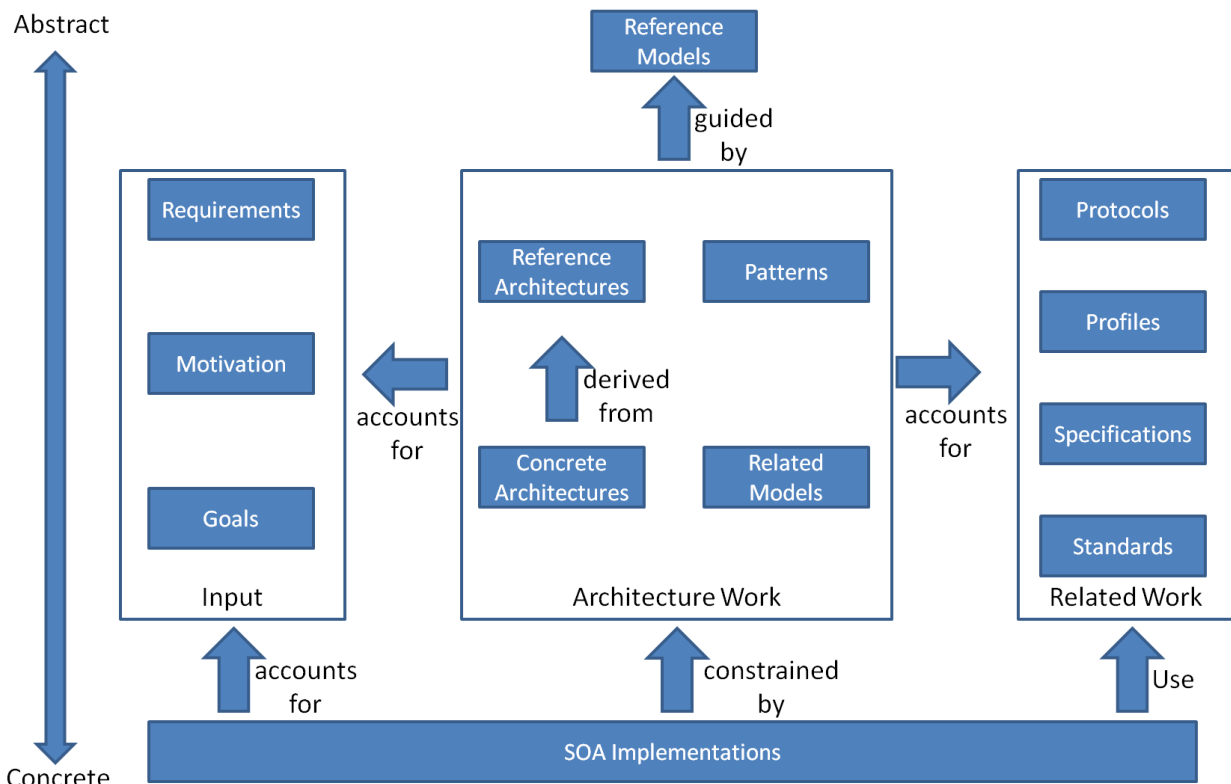 Abstract
Reference
Models
guided
by
Requirements
Motivation
Goals
Input
accounts
for
Reference
Architectures
Patterns
derived
from
Concrete
Architectures
Related
Models
Architecture Work
accounts
for
Protocols
Profiles
Specifications
Standards
Related Work
accounts
for
constrained
by
Use
SOA Implementations
Concrete